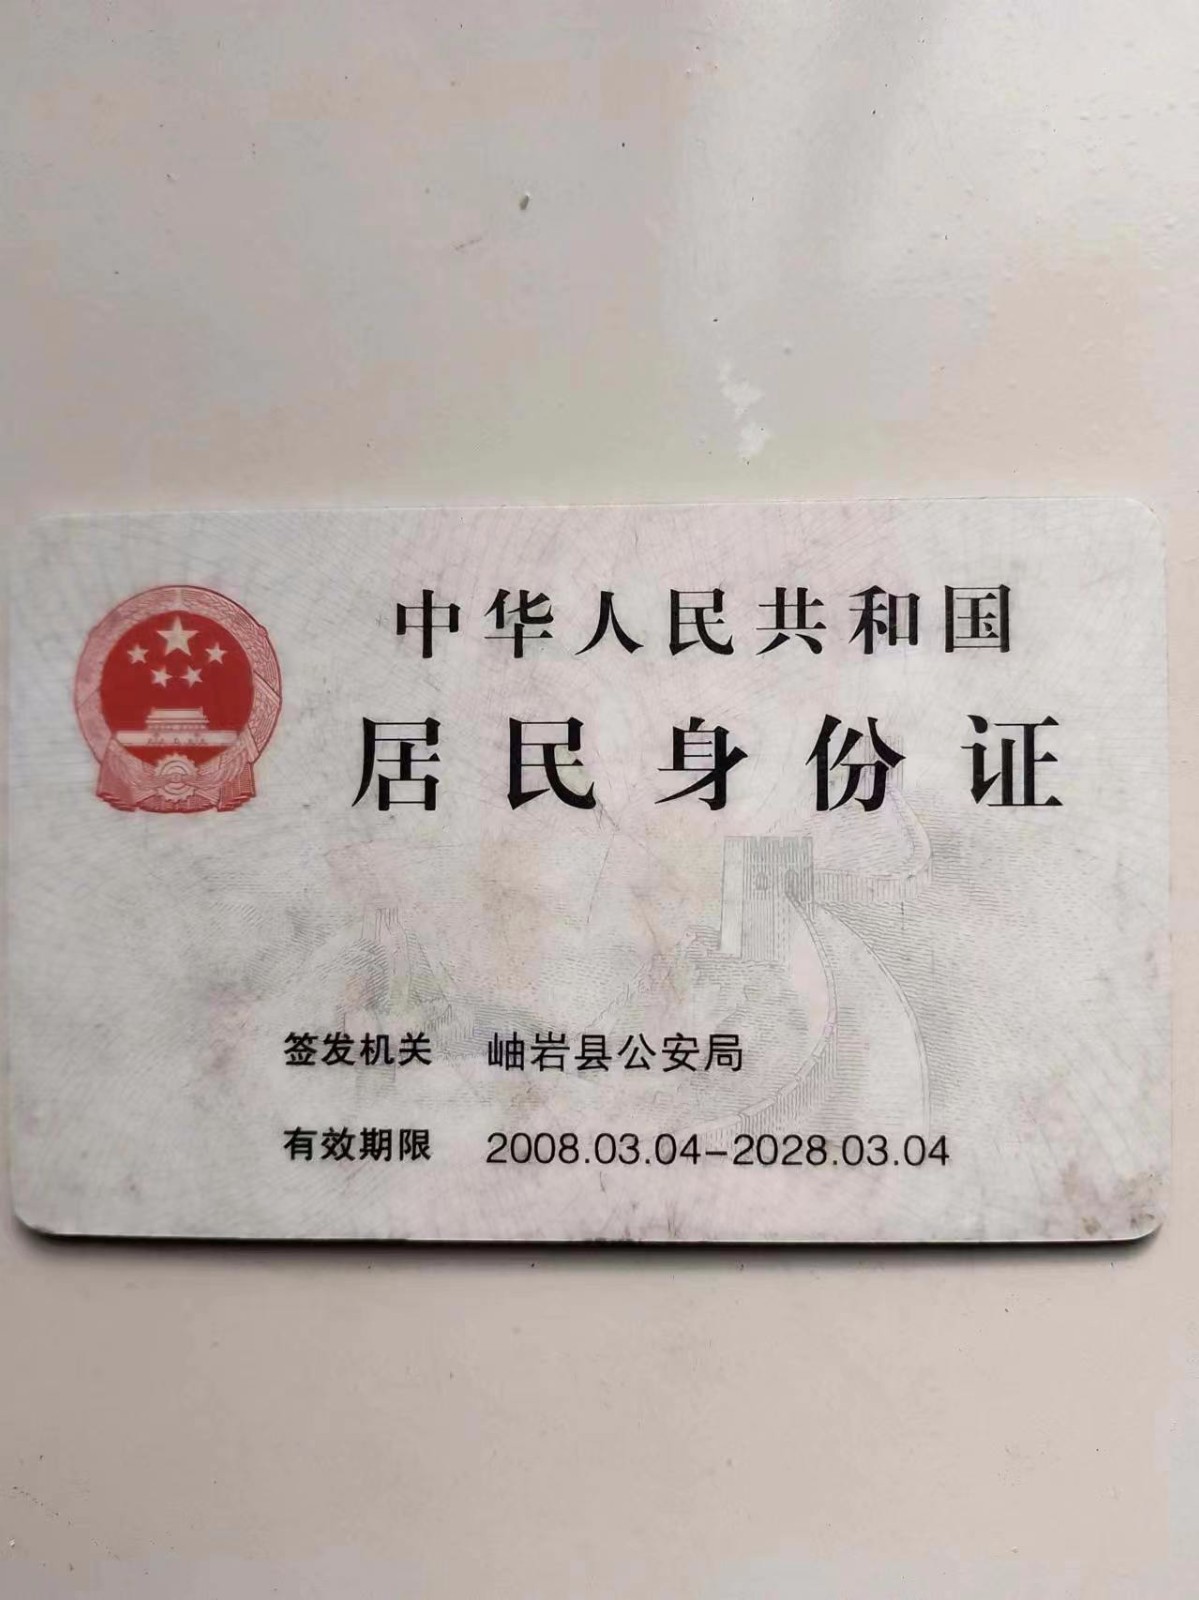 中华人民共和国
居民身份证
签发机关 岫岩县公安局
有效期限 2008.03.04-2028.03.04